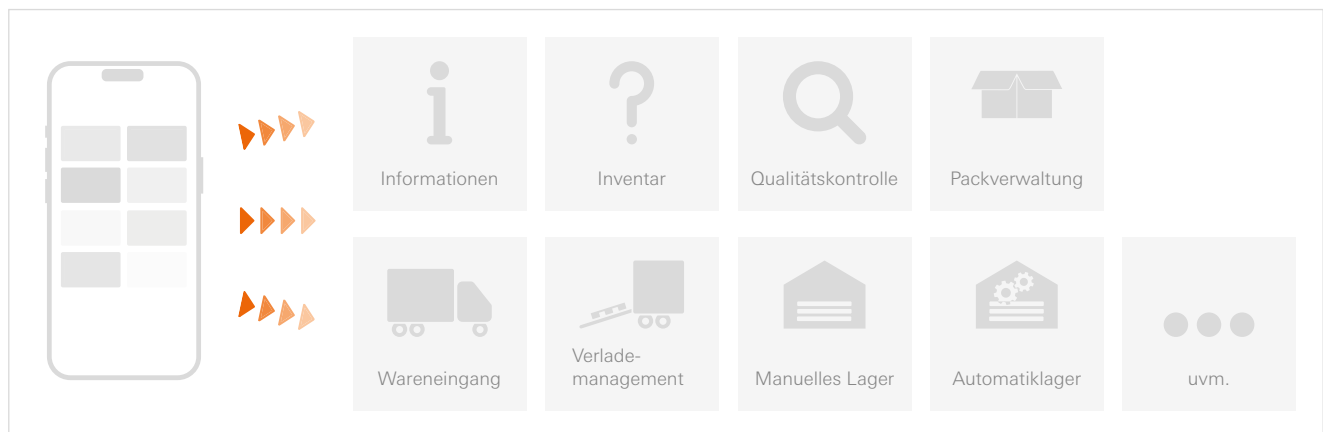 Informationen
Inventar
Qualitätskontrolle
Packverwaltung
Wareneingang
Verlade-
management
Manuelles Lager
Automatiklager
uvm.